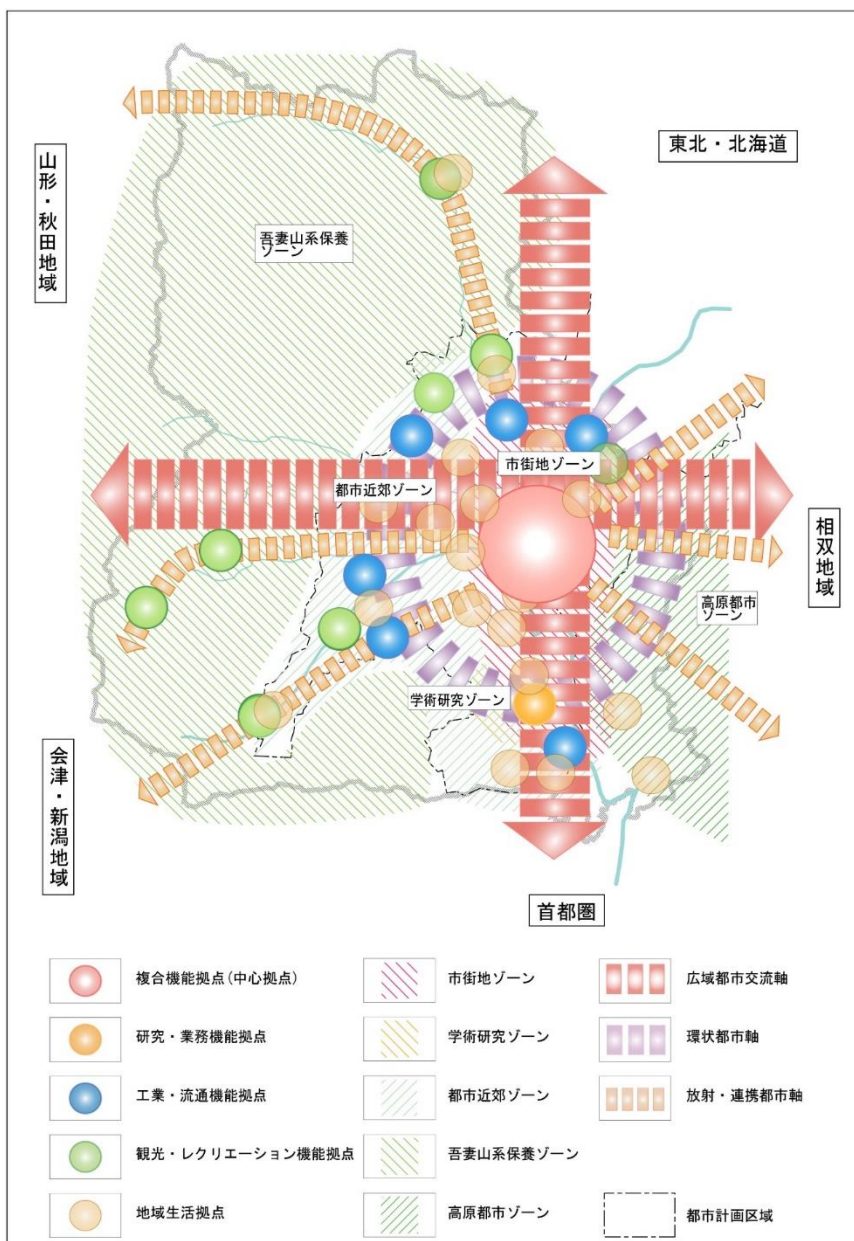 東北・北海道
山形・秋田地域
吾妻山系保養
ゾーン
市街地ゾーン
都市近郊ゾーン
相双地域
高原都市
ゾーン
学術研究ゾーン
会津・新潟地域
首都圏
複合機能拠点(中心拠点)
市街地ゾーン
広域都市交流軸
研究・業務機能拠点
学術研究ゾーン
環状都市軸
工業・流通機能拠点
都市近郊ゾーン
放射・連携都市軸
観光・レクリエーション機能拠点
吾妻山系保養ゾーン
地域生活拠点
高原都市ゾーン
都市計画区域